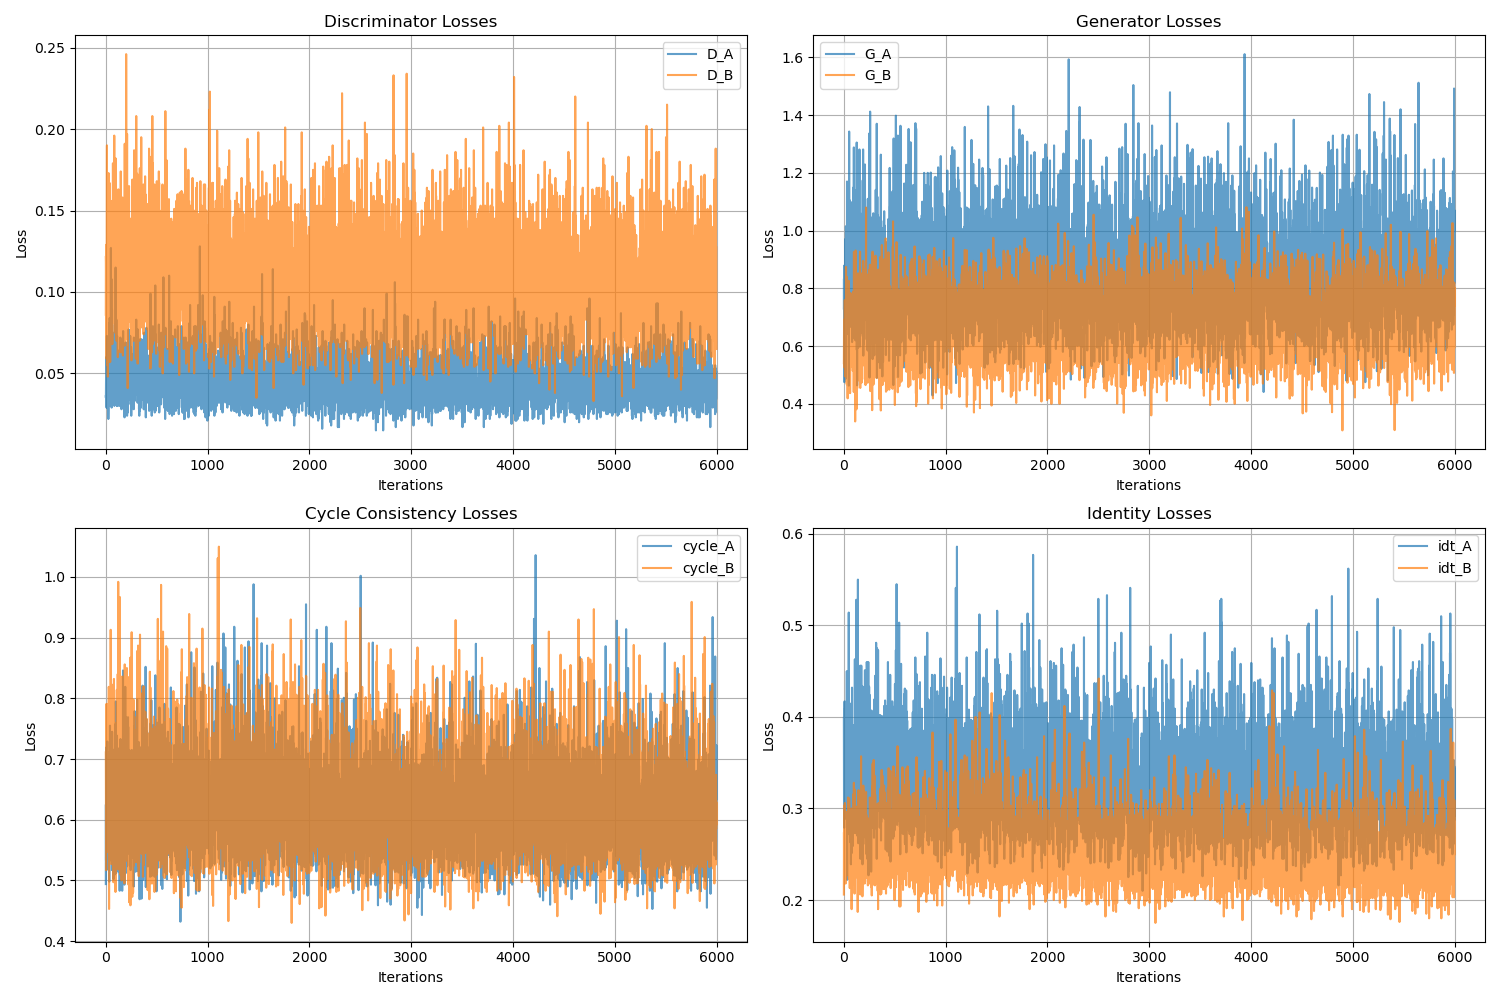 Discriminator Losses
0.25
0.20
0.15
0.10
0.05
Loss
D_A
D_B
0 1000 2000 3000 4000 5000 6000
Iterations
Generator Losses
1.6
1.4
1.2
1.0
0.8
0.6
0.4
Loss
G_A
G_B
0 1000 2000 3000 4000 5000 6000
Iterations
Cycle Consistency Losses
1.0
0.9
0.8
0.7
0.6
0.5
0.4
Loss
cycle_A
cycle_B
0 1000 2000 3000 4000 5000 6000
Iterations
Identity Losses
0.6
0.5
0.4
0.3
0.2
Loss
idt_A
idt_B
0 1000 2000 3000 4000 5000 6000
Iterations